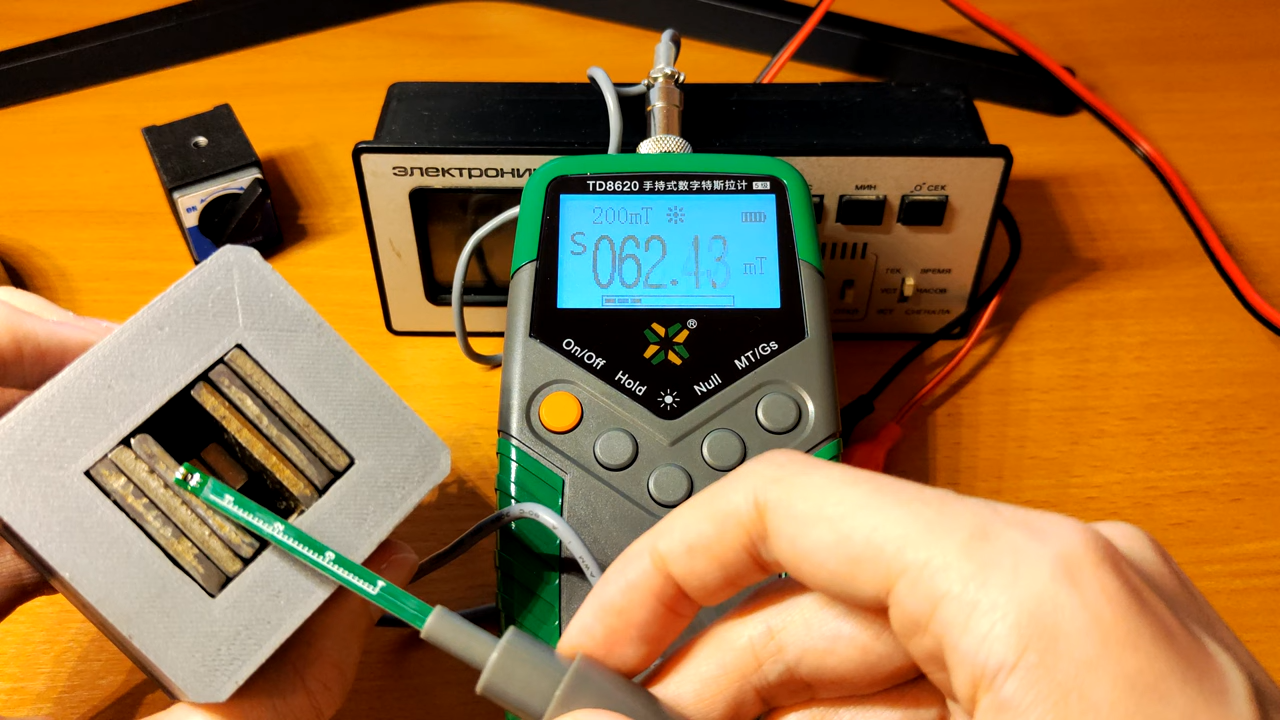 электрони
TD8620 手持式数字特斯拉计
МИН
СЕК
200mT
S 062.43 mT
ВРЕМЯ
ЧАСОВ
®
On/Off
Hold
Null
MT/Gs